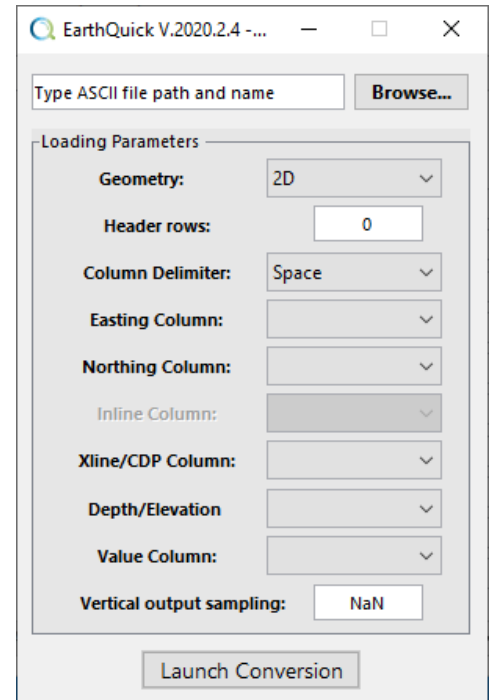 EarthQuick V.2020.2.4 -...
Type ASCII file path and name Browse...
Loading Parameters
Geometry: 2D
Header rows: 0
Column Delimiter: Space
Easting Column:
Northing Column:
Inline Column:
Xline/CDP Column:
Depth/Elevation
Value Column:
Vertical output sampling: NaN
Launch Conversion